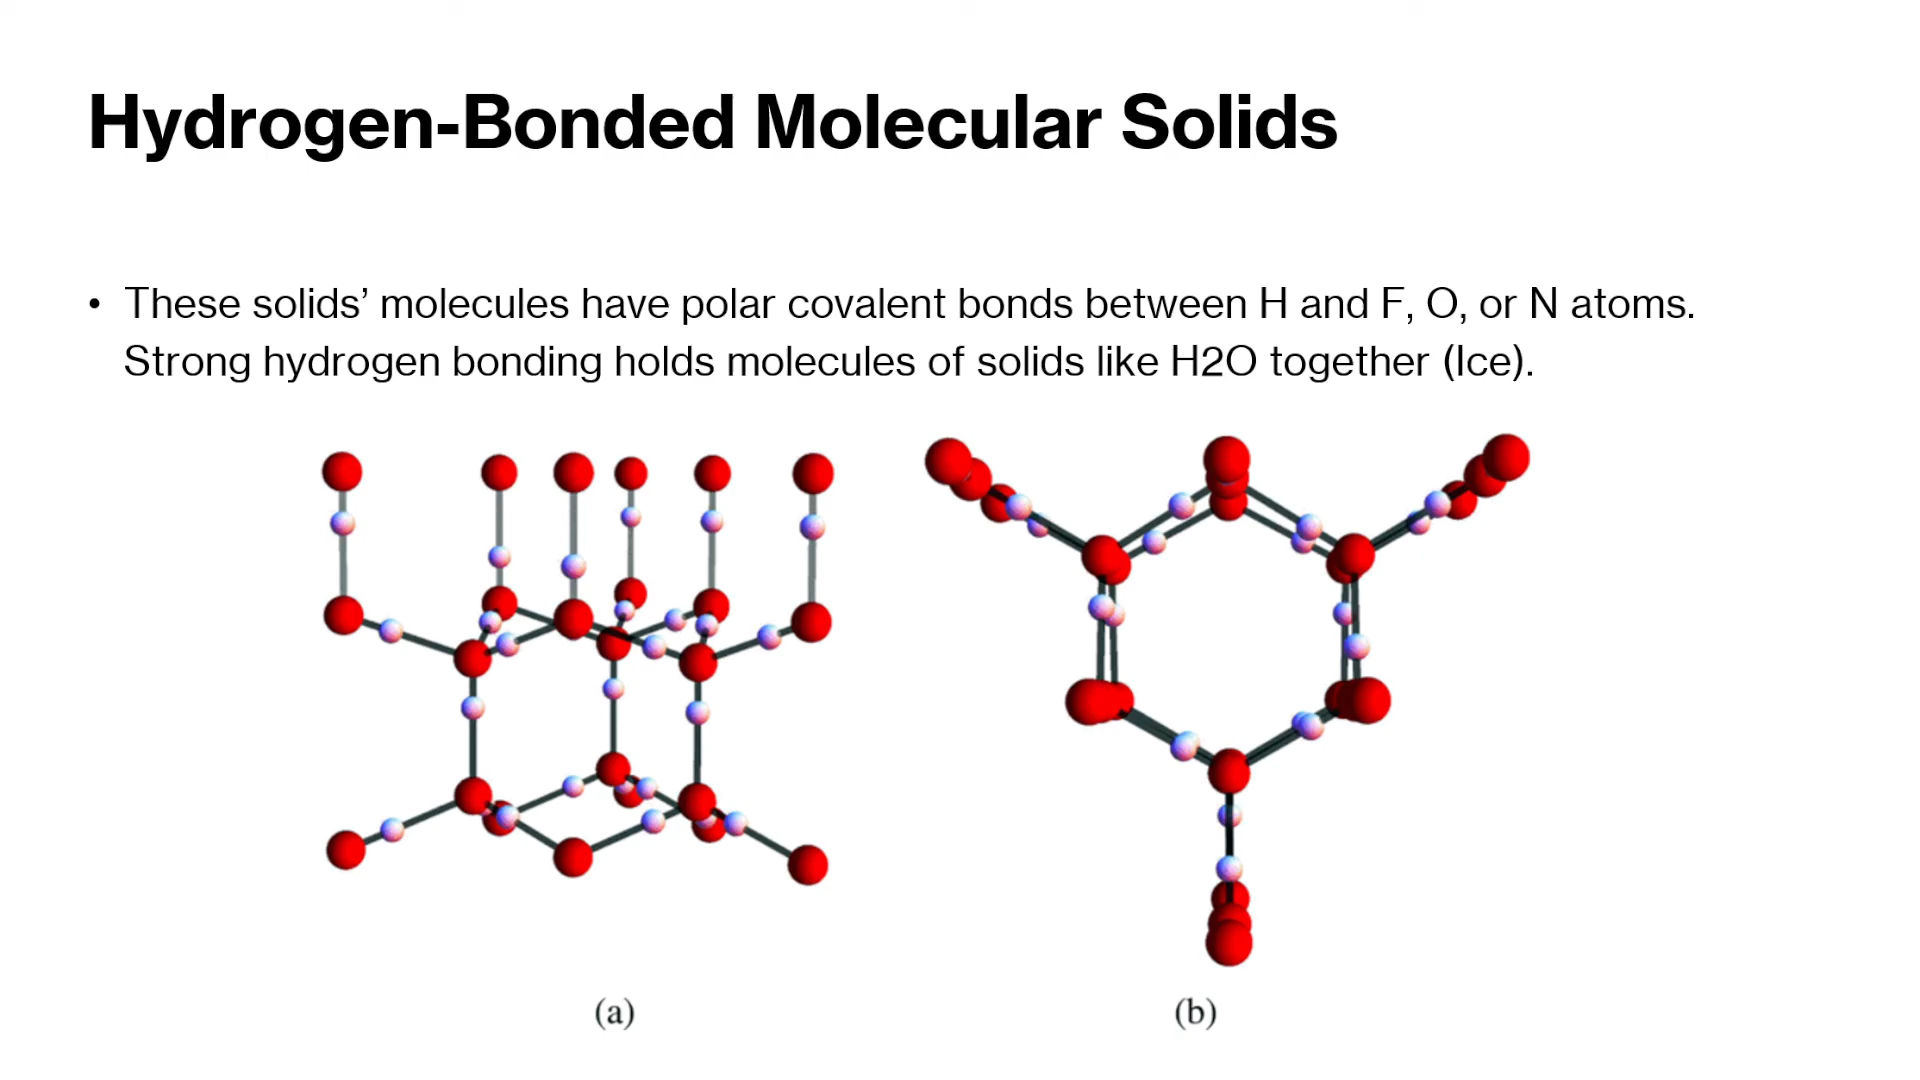 Hydrogen-Bonded Molecular Solids
• These solids’ molecules have polar covalent bonds between H and F, O, or N atoms.
Strong hydrogen bonding holds molecules of solids like H2O together (Ice).
(a)
(b)